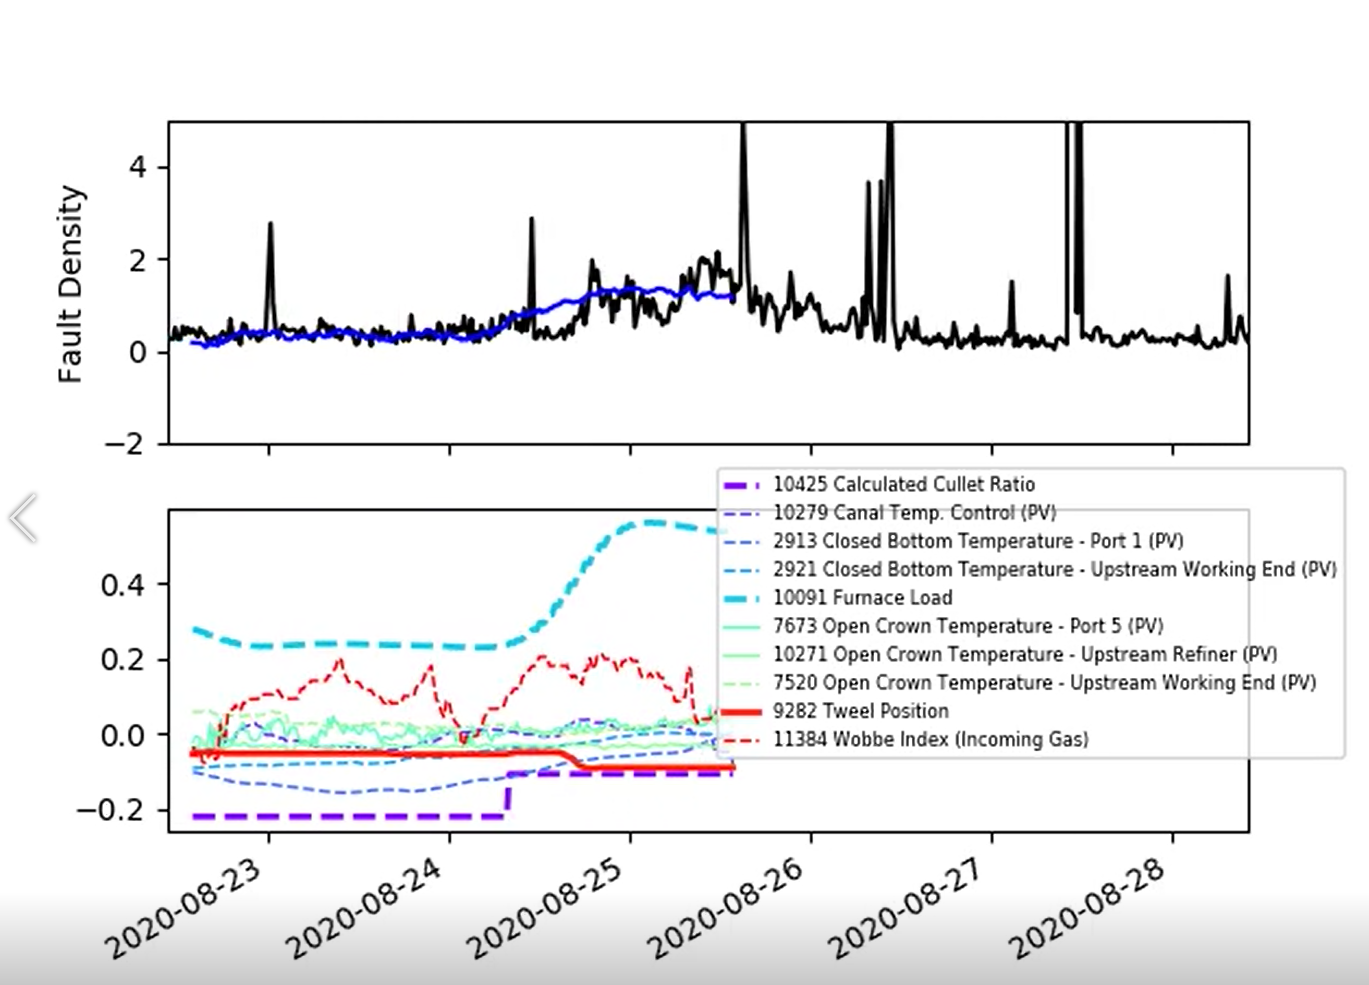 Fault Density
4
2
0
−2
10425 Calculated Cullet Ratio
10279 Canal Temp. Control (PV)
2913 Closed Bottom Temperature - Port 1 (PV)
2921 Closed Bottom Temperature - Upstream Working End (PV)
10091 Furnace Load
7673 Open Crown Temperature - Port 5 (PV)
10271 Open Crown Temperature - Upstream Refiner (PV)
7520 Open Crown Temperature - Upstream Working End (PV)
9282 Tweel Position
11384 Wobbe Index (Incoming Gas)
0.4
0.2
0.0
−0.2
2020-08-23
2020-08-24
2020-08-25
2020-08-26
2020-08-27
2020-08-28